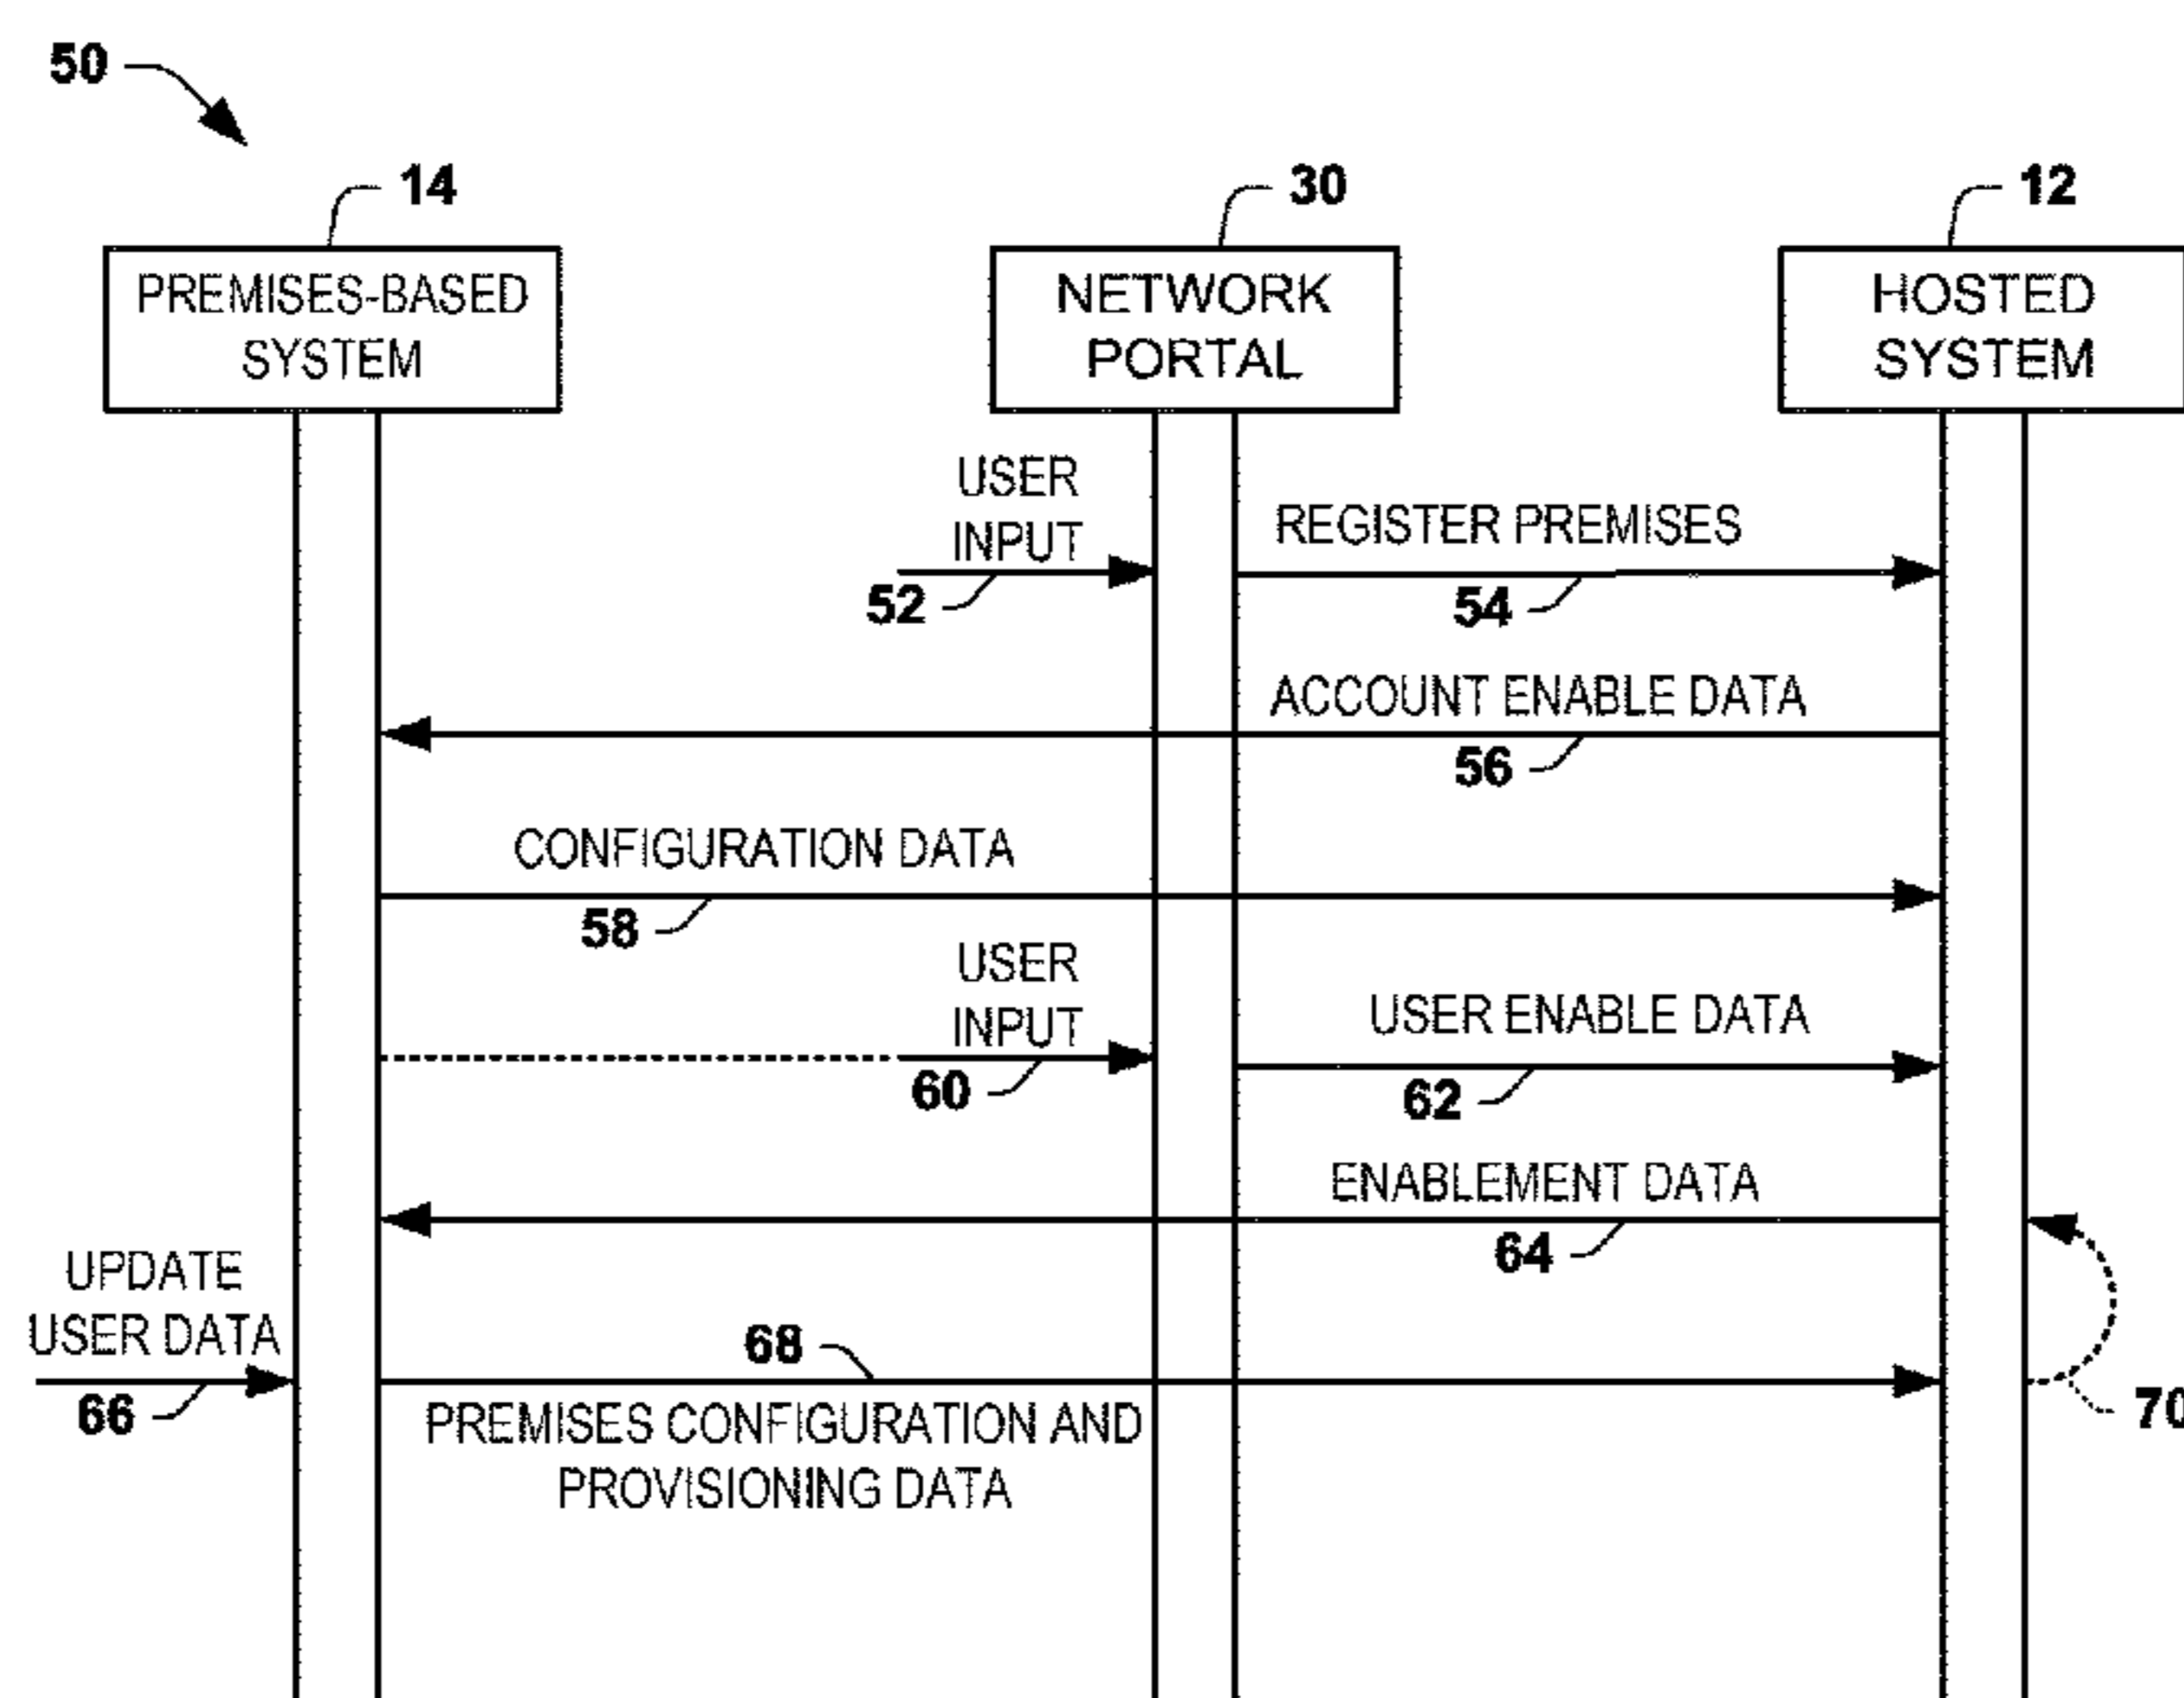 50
14
30
12
PREMISES-BASED
SYSTEM
NETWORK
PORTAL
HOSTED
SYSTEM
USER
INPUT
52
REGISTER PREMISES
54
ACCOUNT ENABLE DATA
56
CONFIGURATION DATA
58
USER
INPUT
60
USER ENABLE DATA
62
ENABLEMENT DATA
64
UPDATE
USER DATA
66
68
PREMISES CONFIGURATION AND
PROVISIONING DATA
70